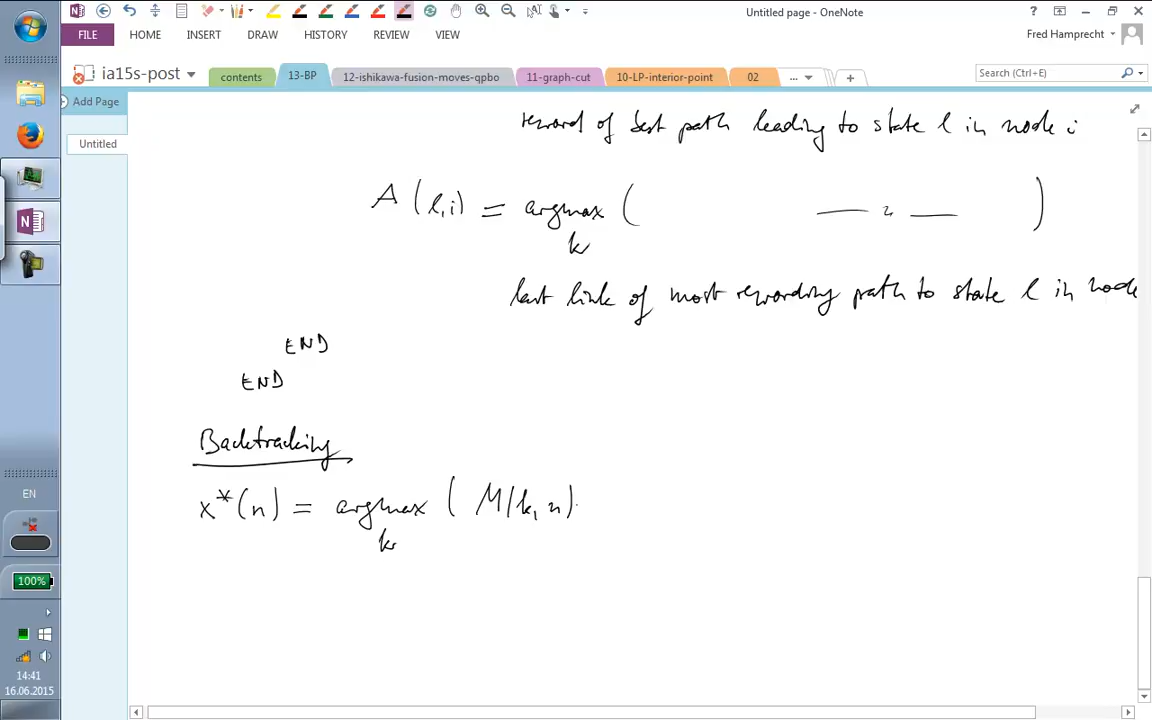 Untitled page - OneNote
FILE HOME INSERT DRAW HISTORY REVIEW VIEW
Fred Hamprecht
ia15s-post contents 13-BP 12-ishikawa-fusion-moves-qpbo 11-graph-cut 10-LP-interior-point 02 ... +
Search (Ctrl+E)
Add Page
Untitled
reward of best path leading to state l in node i
A(l,i) = argmax ( —— " —— )
k
last link of most rewarding path to state l in node
END
END
Backtracking
x*(n) = argmax ( M(k,n)
k
EN
100%
14:41
16.06.2015